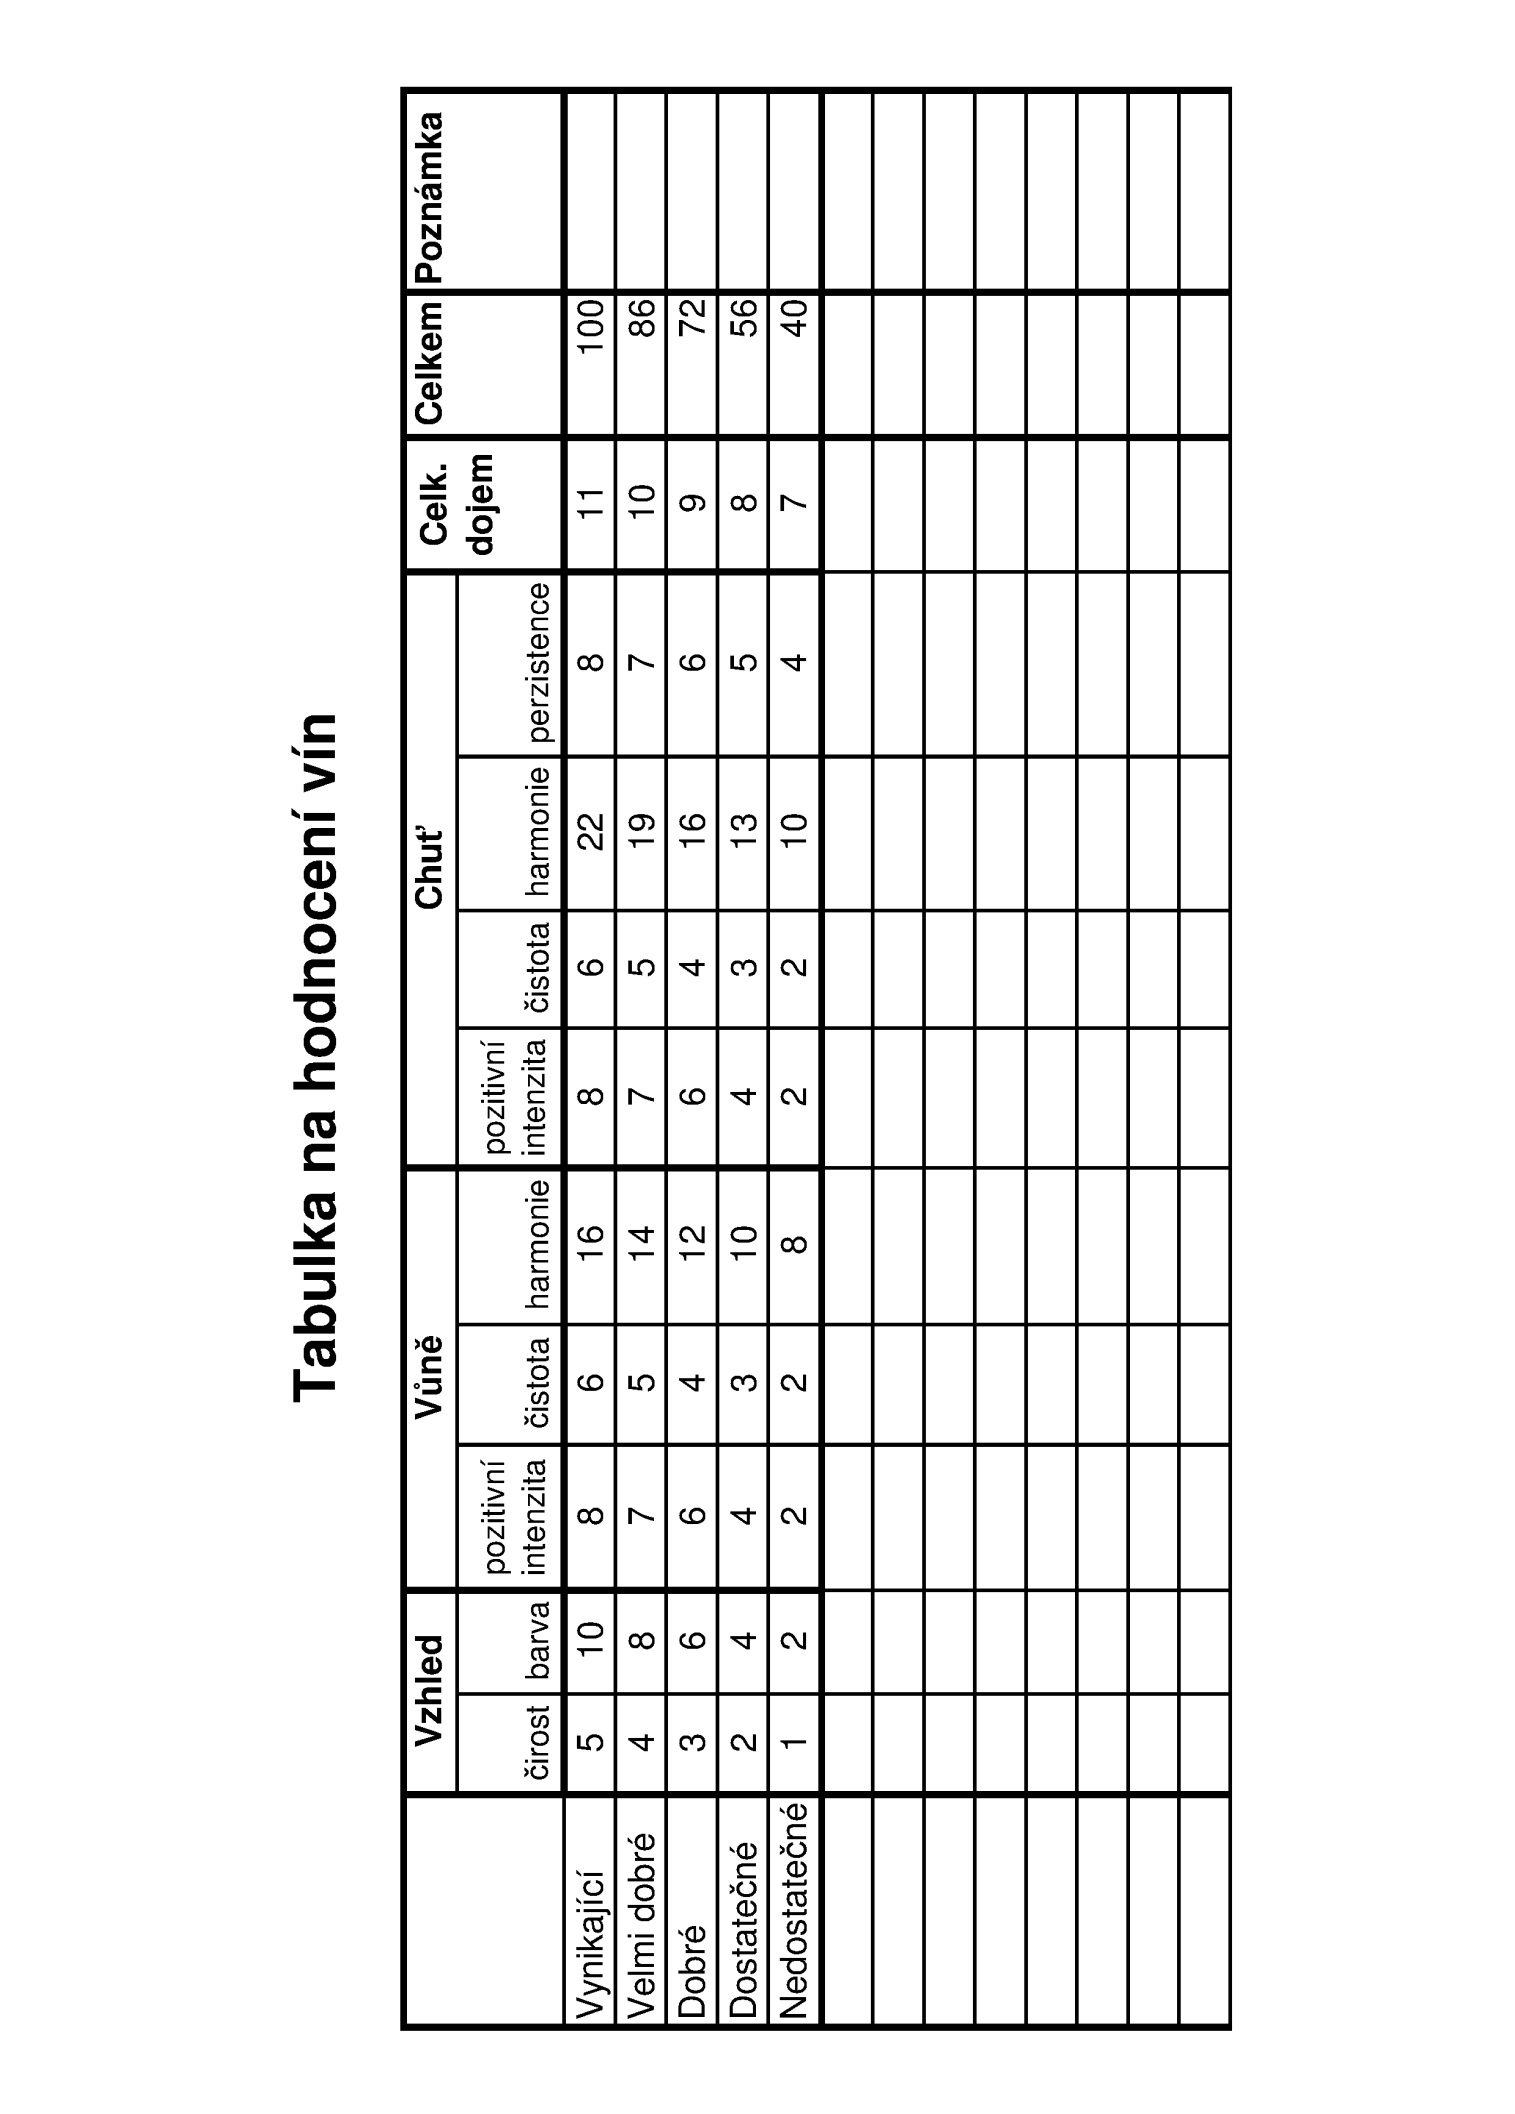 Tabulka na hodnocení vín
Vzhled Vůně Chuť Celk. dojem Celkem Poznámka
čirost barva pozitivní intenzita čistota harmonie pozitivní intenzita čistota harmonie perzistence
Vynikající 5 10 8 6 16 8 6 22 8 11 100
Velmi dobré 4 8 7 5 14 7 5 19 7 10 86
Dobré 3 6 6 4 12 6 4 16 6 9 72
Dostatečné 2 4 4 3 10 4 3 13 5 8 56
Nedostatečné 1 2 2 2 8 2 2 10 4 7 40